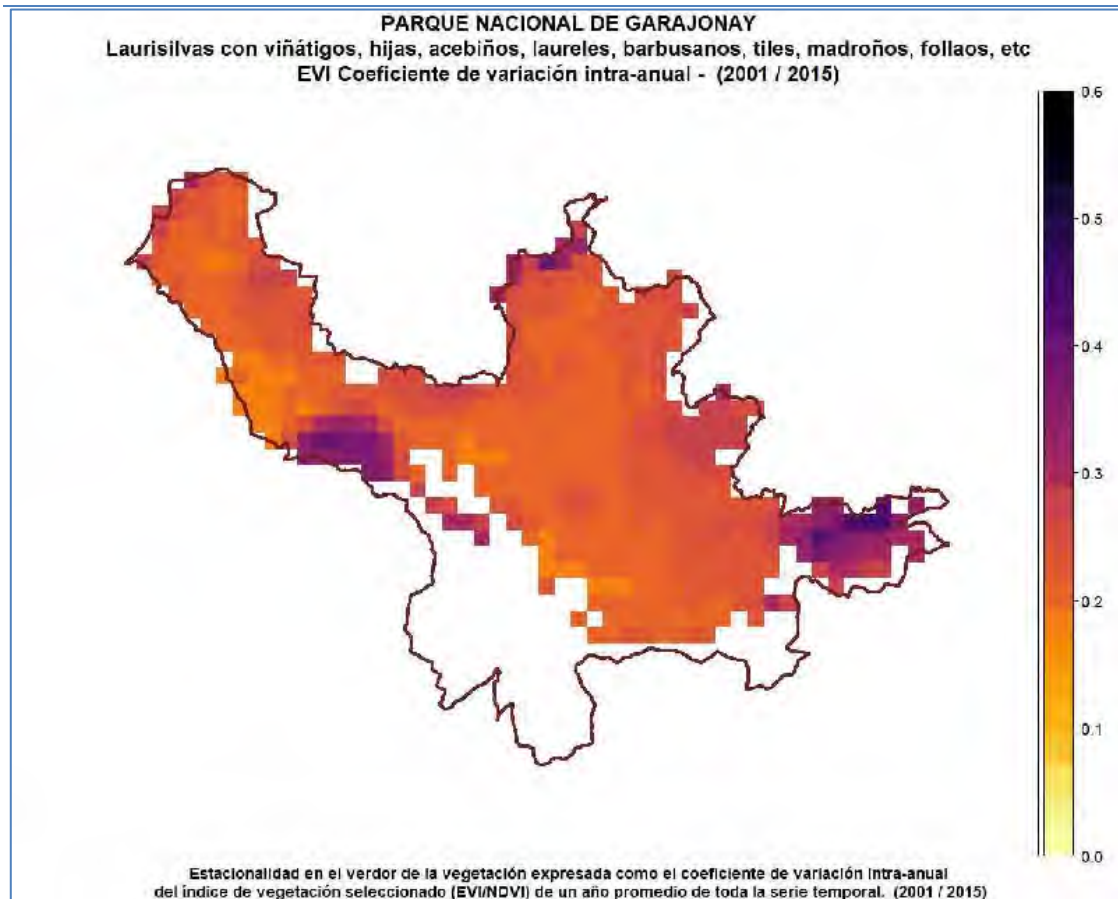 PARQUE NACIONAL DE GARAJONAY
Laurisilvas con viñátigos, hijas, acebiños, laureles, barbusanos, tiles, madroños, follaos, etc
EVI Coeficiente de variación intra-anual - (2001 / 2015)
0.6
0.5
0.4
0.3
0.2
0.1
0.0
Estacionalidad en el verdor de la vegetación expresada como el coeficiente de variación intra-anual
del índice de vegetación seleccionado (EVI/NDVI) de un año promedio de toda la serie temporal. (2001 / 2015)